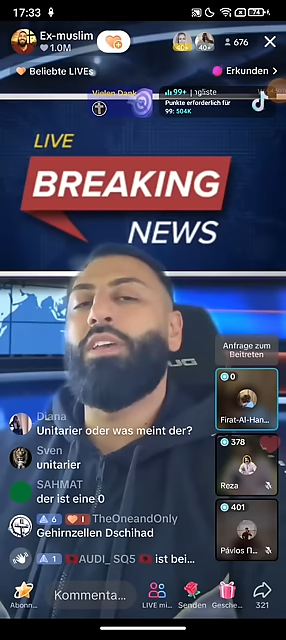 17:33
74
Ex-muslim
1.0M
40+
40+
676
Beliebte LIVEs
Erkunden >
Vielen Dank
99+
Punkte erforderlich für
99: 504K
LIVE
BREAKING
NEWS
Anfrage zum
Beitreten
0
Firat-Al-Han...
378
Reza
401
Pávlos Π...
Diana
Unitarier oder was meint der?
Sven
unitarier
SAHMAT
der ist eine 0
6 I TheOneandOnly
Gehirnzellen Dschihad
1 AUDI_SQ5 ist bei...
Abonn...
Kommenta...
LIVE mi...
Senden
Gesche...
321